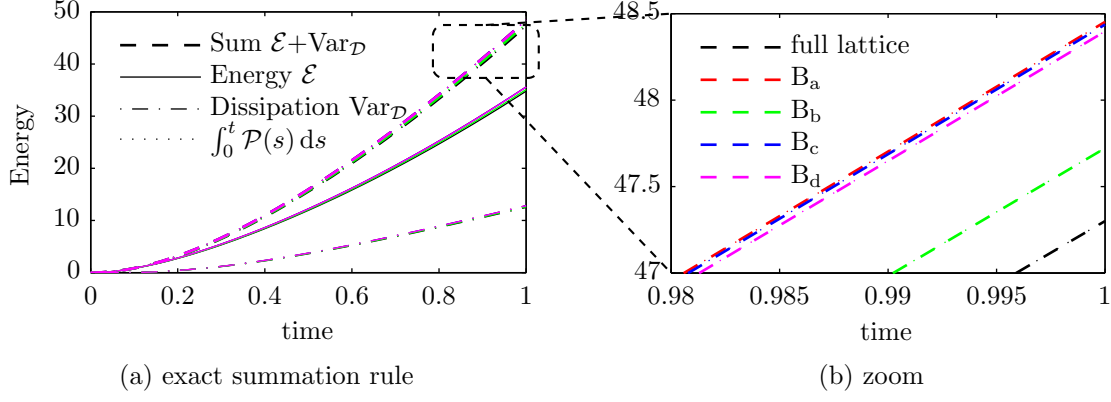 50
40
30
20
10
0
Energy
Sum ℰ+Var𝒟
Energy ℰ
Dissipation Var𝒟
∫₀ᵗ 𝒫(s) ds
0 0.2 0.4 0.6 0.8 1
time
(a) exact summation rule
48.5
48
47.5
47
full lattice
B_a
B_b
B_c
B_d
0.98 0.985 0.99 0.995 1
time
(b) zoom